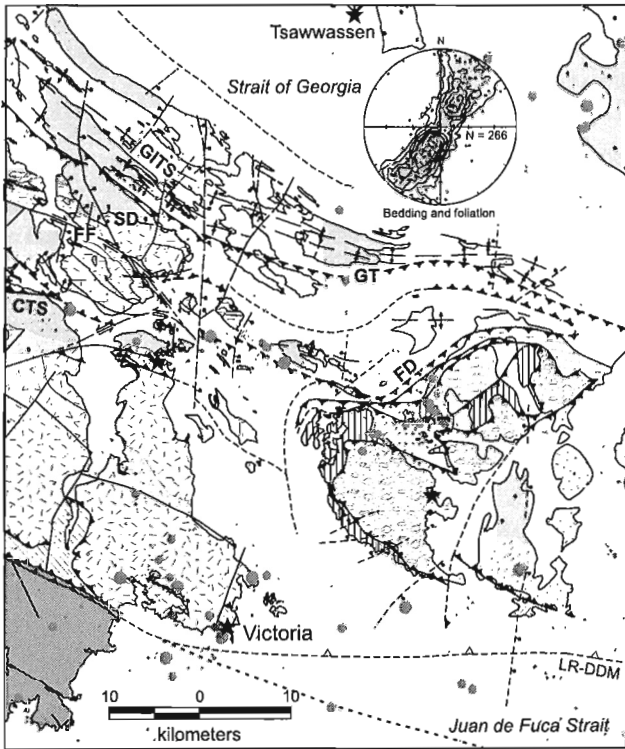 Tsawwassen
Strait of Georgia
N
N = 266
Bedding and foliation
GITS
SD
FF
GT
CTS
FD
Victoria
LR-DDM
10 0 10
kilometers
Juan de Fuca Strait